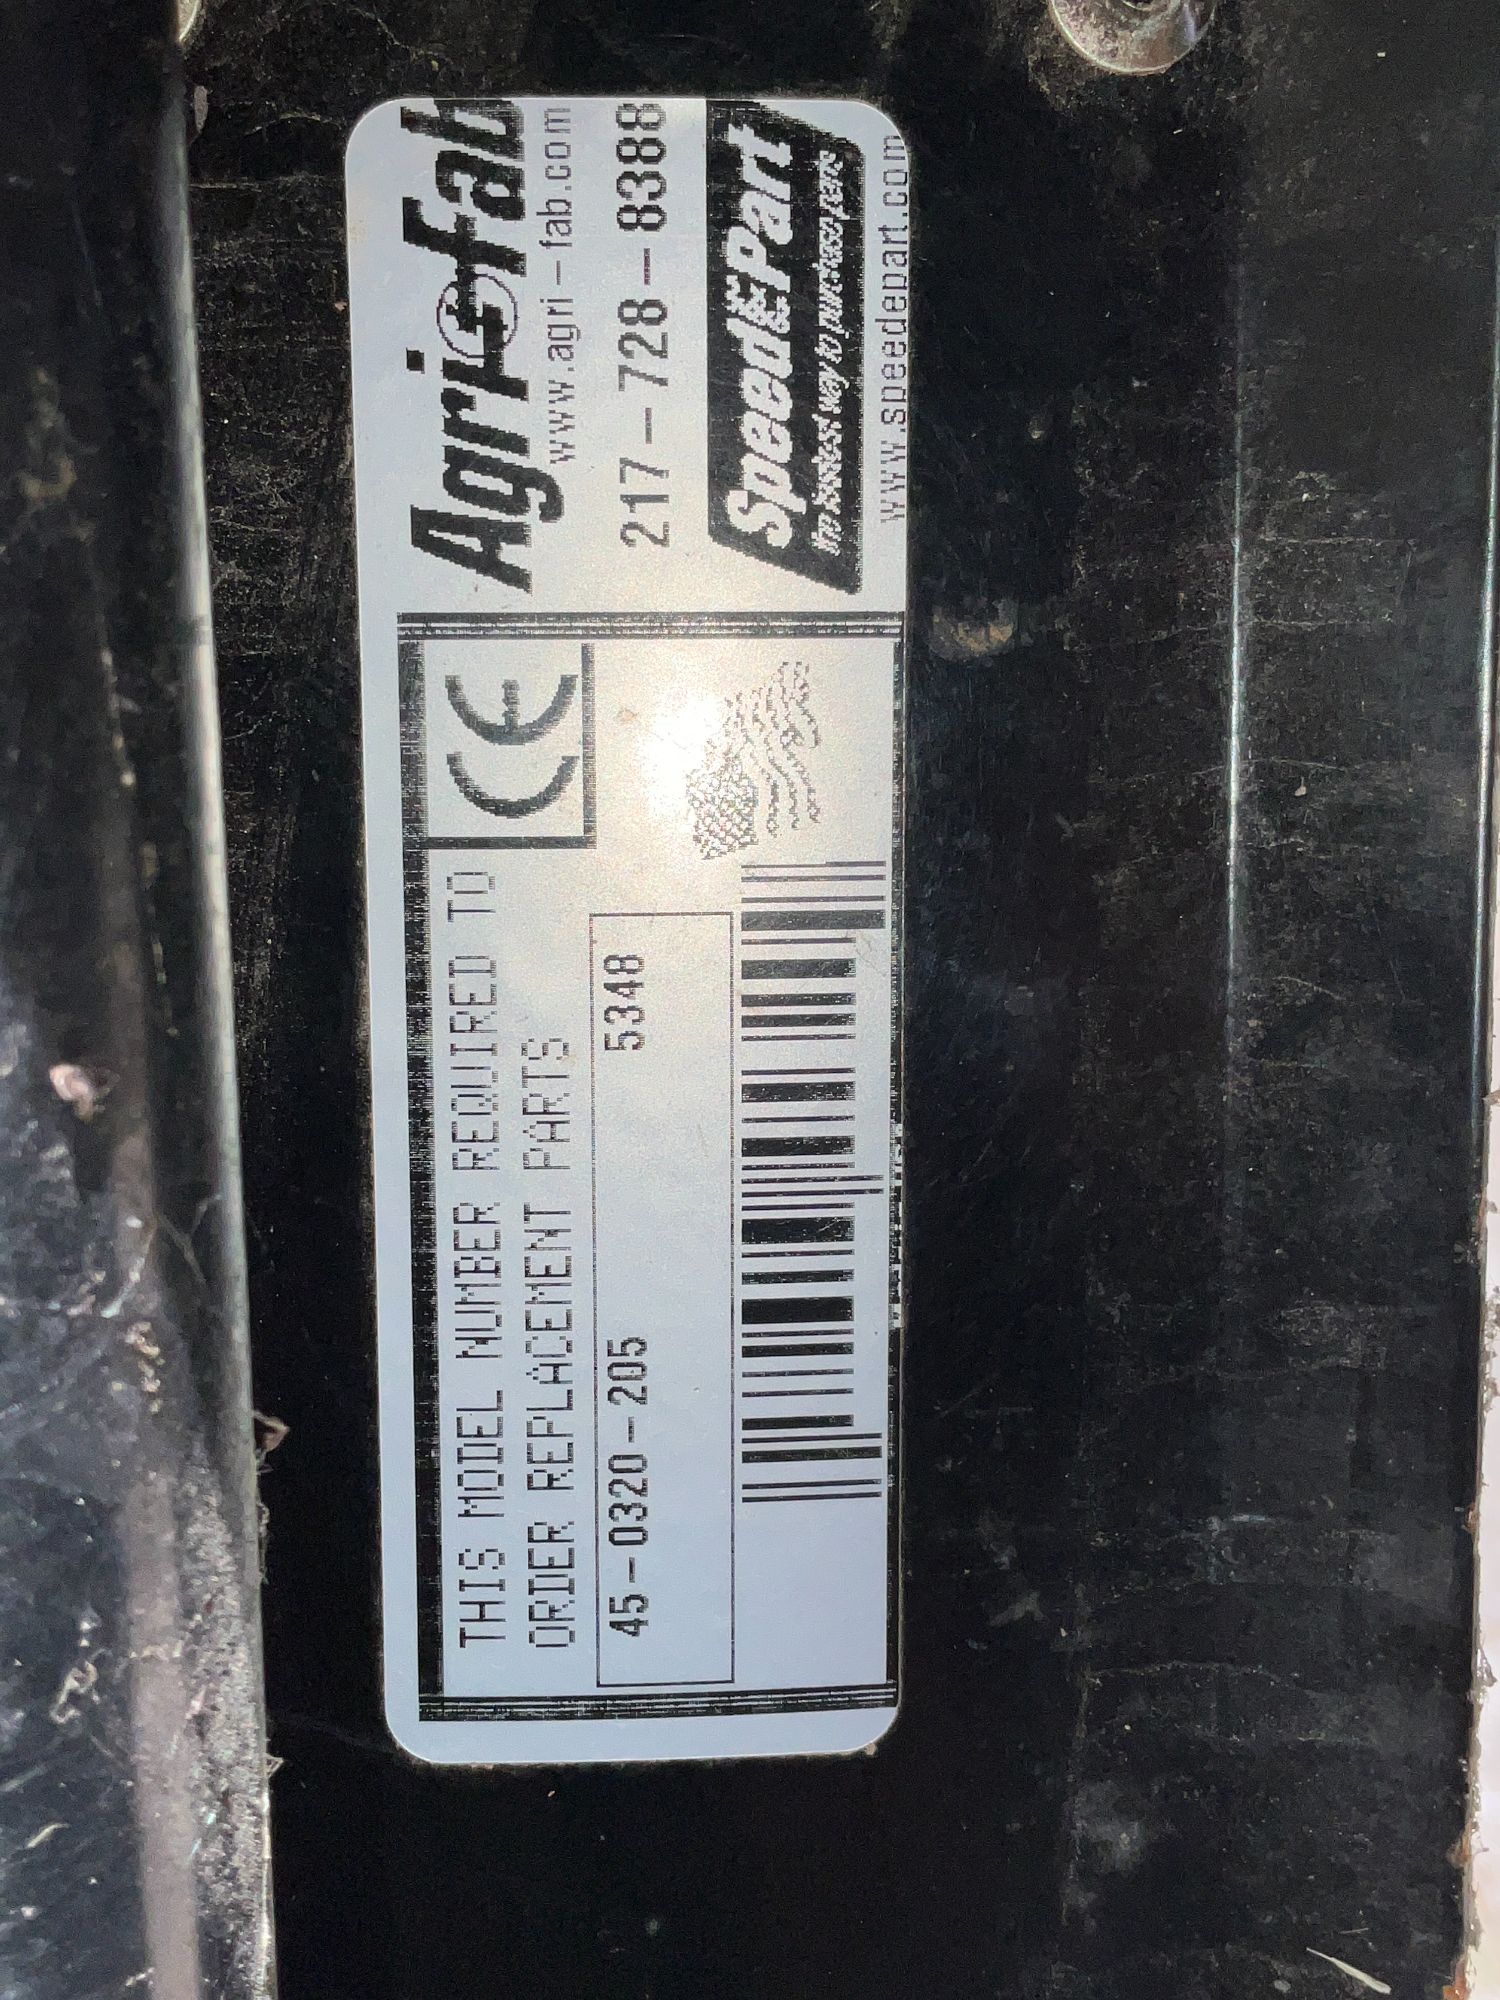 THIS MODEL NUMBER REQUIRED TO
ORDER REPLACEMENT PARTS
CE
45-0320-205 5348
Agri-fab
www.agri-fab.com
217-728-8388
SpeedEPart
the fastest way to purchase parts
www.speedepart.com